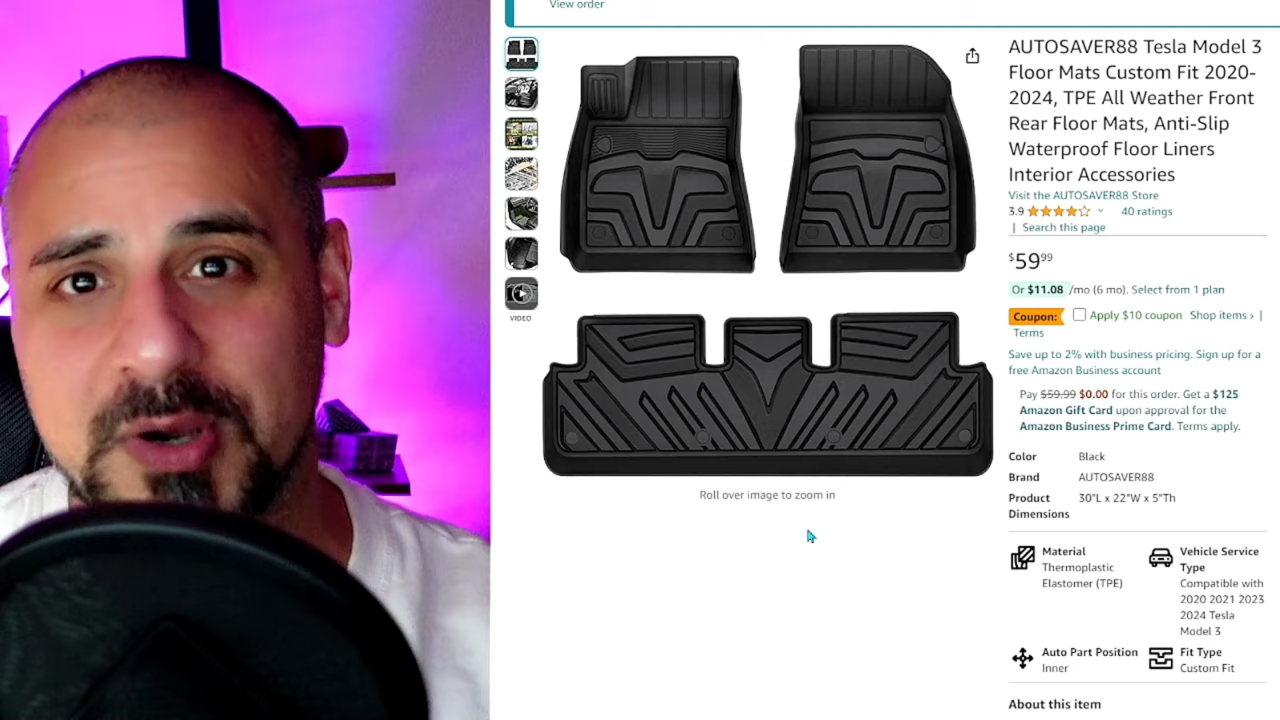 View order
AUTOSAVER88 Tesla Model 3
Floor Mats Custom Fit 2020-
2024, TPE All Weather Front
Rear Floor Mats, Anti-Slip
Waterproof Floor Liners
Interior Accessories
Visit the AUTOSAVER88 Store
3.9 40 ratings
| Search this page
$5999
Or $11.08 /mo (6 mo). Select from 1 plan
Coupon: Apply $10 coupon Shop items › |
Terms
Save up to 2% with business pricing. Sign up for a
free Amazon Business account
Pay $59.99 $0.00 for this order. Get a $125
Amazon Gift Card upon approval for the
Amazon Business Prime Card. Terms apply.
Color Black
Brand AUTOSAVER88
Product 30"L x 22"W x 5"Th
Dimensions
Material
Thermoplastic
Elastomer (TPE)
Vehicle Service
Type
Compatible with
2020 2021 2023
2024 Tesla
Model 3
Auto Part Position
Inner
Fit Type
Custom Fit
About this item
VIDEO
Roll over image to zoom in